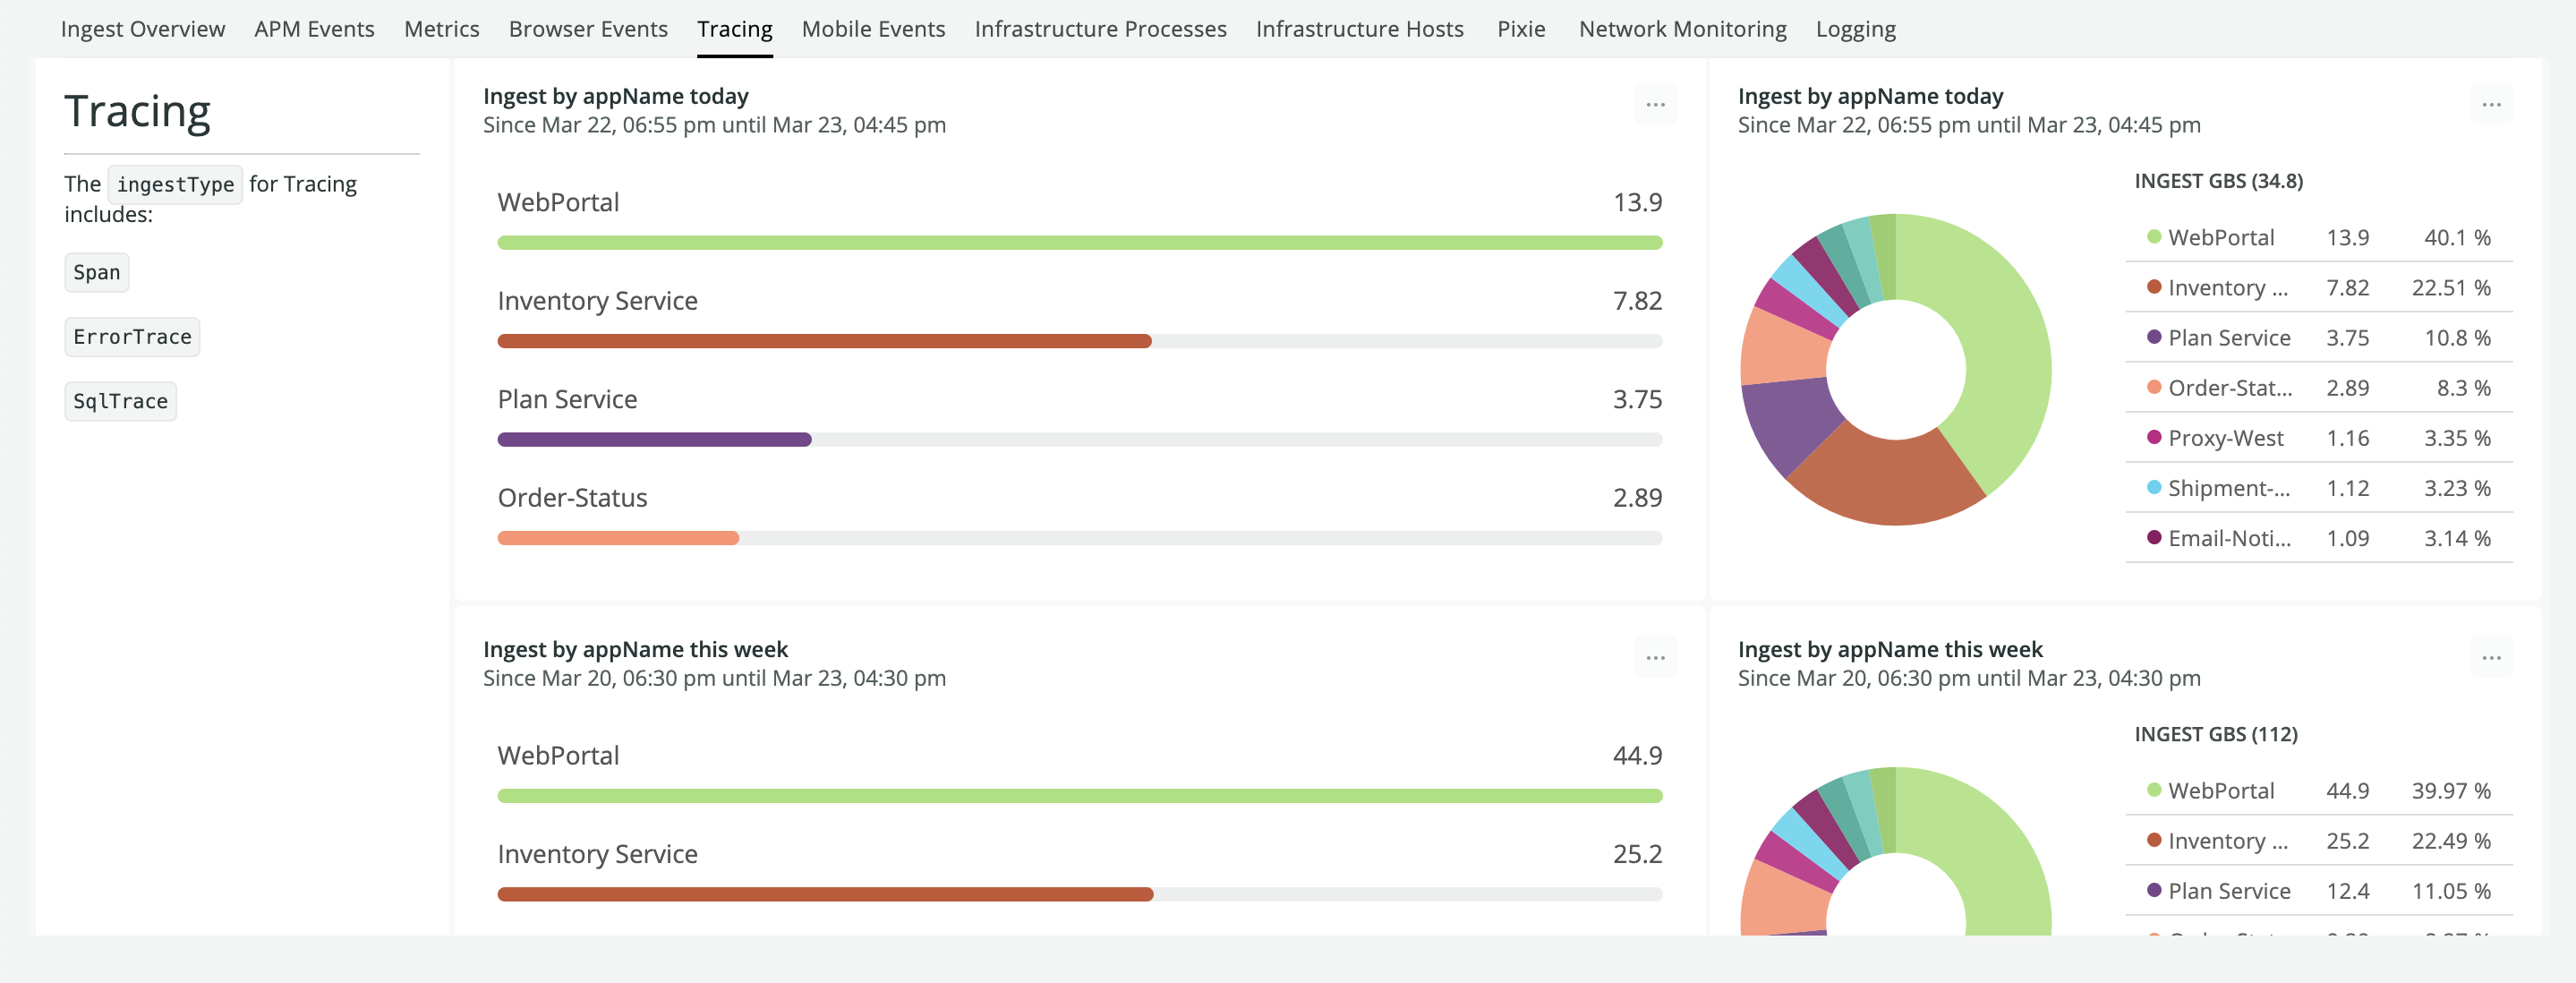 Ingest Overview APM Events Metrics Browser Events Tracing Mobile Events Infrastructure Processes Infrastructure Hosts Pixie Network Monitoring Logging
Tracing
The ingestType for Tracing
includes:
Span
ErrorTrace
SqlTrace
Ingest by appName today
Since Mar 22, 06:55 pm until Mar 23, 04:45 pm
WebPortal 13.9
Inventory Service 7.82
Plan Service 3.75
Order-Status 2.89
Ingest by appName today
Since Mar 22, 06:55 pm until Mar 23, 04:45 pm
INGEST GBS (34.8)
WebPortal 13.9 40.1 %
Inventory ... 7.82 22.51 %
Plan Service 3.75 10.8 %
Order-Stat... 2.89 8.3 %
Proxy-West 1.16 3.35 %
Shipment-... 1.12 3.23 %
Email-Noti... 1.09 3.14 %
Ingest by appName this week
Since Mar 20, 06:30 pm until Mar 23, 04:30 pm
WebPortal 44.9
Inventory Service 25.2
Ingest by appName this week
Since Mar 20, 06:30 pm until Mar 23, 04:30 pm
INGEST GBS (112)
WebPortal 44.9 39.97 %
Inventory ... 25.2 22.49 %
Plan Service 12.4 11.05 %